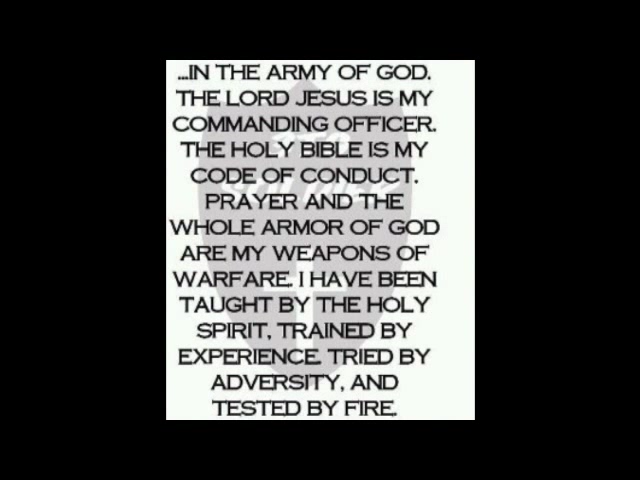 ...IN THE ARMY OF GOD.
THE LORD JESUS IS MY
COMMANDING OFFICER.
THE HOLY BIBLE IS MY
CODE OF CONDUCT.
PRAYER AND THE
WHOLE ARMOR OF GOD
ARE MY WEAPONS OF
WARFARE. I HAVE BEEN
TAUGHT BY THE HOLY
SPIRIT, TRAINED BY
EXPERIENCE. TRIED BY
ADVERSITY, AND
TESTED BY FIRE.